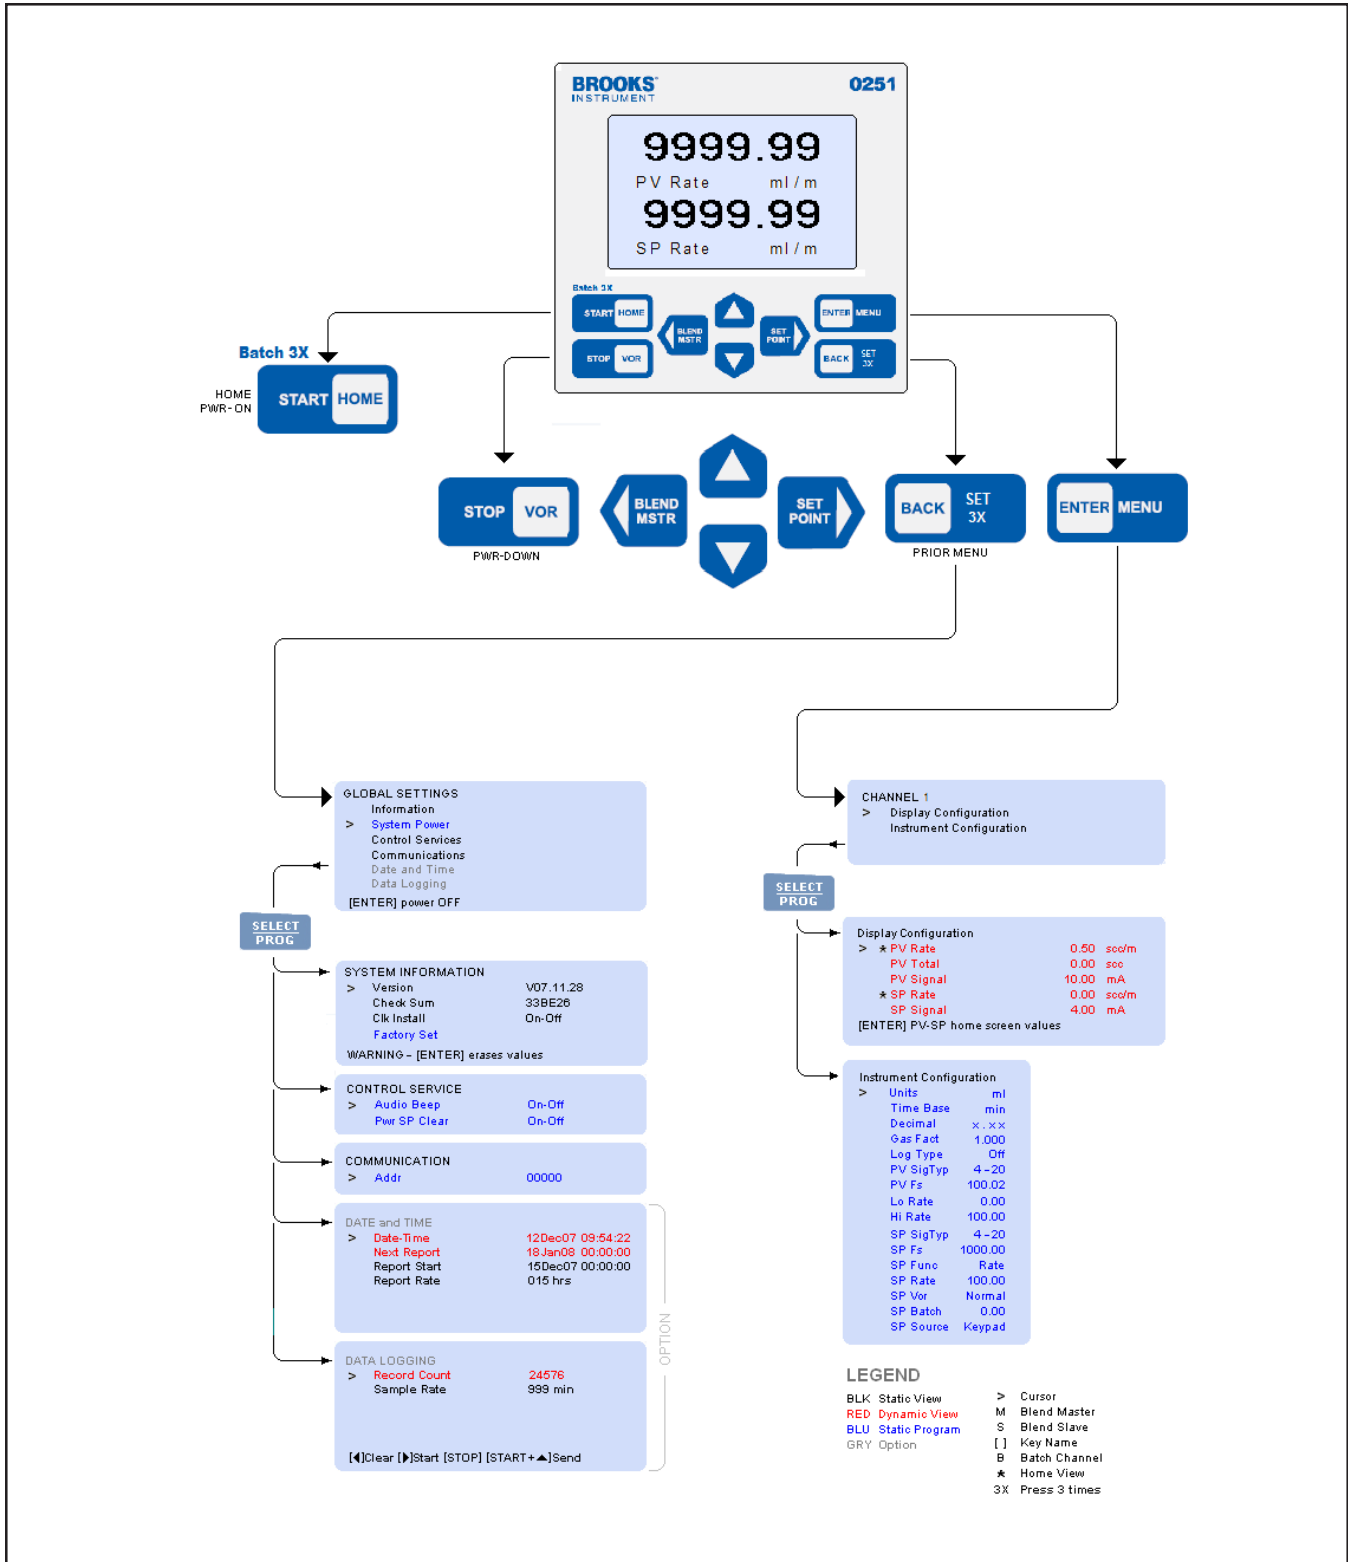 BROOKS
INSTRUMENT
0251
9999.99
PV Rate ml/m
9999.99
SP Rate ml/m
Batch 3X
START HOME
BLEND
MSTR
SET
POINT
ENTER MENU
STOP VOR
BACK SET
3X
Batch 3X
HOME
PWR-ON
START HOME
STOP VOR
PWR-DOWN
BLEND
MSTR
SET
POINT
BACK SET
3X
PRIOR MENU
ENTER MENU
GLOBAL SETTINGS
Information
> System Power
Control Services
Communications
Date and Time
Data Logging
[ENTER] power OFF
SELECT
PROG
SYSTEM INFORMATION
> Version V07.11.28
Check Sum 33BE26
Clk Install On-Off
Factory Set
WARNING - [ENTER] erases values
CONTROL SERVICE
> Audio Beep On-Off
Pwr SP Clear On-Off
COMMUNICATION
> Addr 00000
DATE and TIME
> Date-Time 12Dec07 09:54:22
Next Report 18Jan08 00:00:00
Report Start 15Dec07 00:00:00
Report Rate 015 hrs
DATA LOGGING
> Record Count 24576
Sample Rate 999 min
[◀]Clear [▶]Start [STOP] [START+▲]Send
OPTION
CHANNEL 1
> Display Configuration
Instrument Configuration
SELECT
PROG
Display Configuration
> * PV Rate 0.50 scc/m
PV Total 0.00 scc
PV Signal 10.00 mA
* SP Rate 0.00 scc/m
SP Signal 4.00 mA
[ENTER] PV-SP home screen values
Instrument Configuration
> Units ml
Time Base min
Decimal x.xx
Gas Fact 1.000
Log Type Off
PV SigTyp 4-20
PV Fs 100.02
Lo Rate 0.00
Hi Rate 100.00
SP SigTyp 4-20
SP Fs 1000.00
SP Func Rate
SP Rate 100.00
SP Vor Normal
SP Batch 0.00
SP Source Keypad
LEGEND
BLK Static View
RED Dynamic View
BLU Static Program
GRY Option
> Cursor
M Blend Master
S Blend Slave
[ ] Key Name
B Batch Channel
* Home View
3X Press 3 times